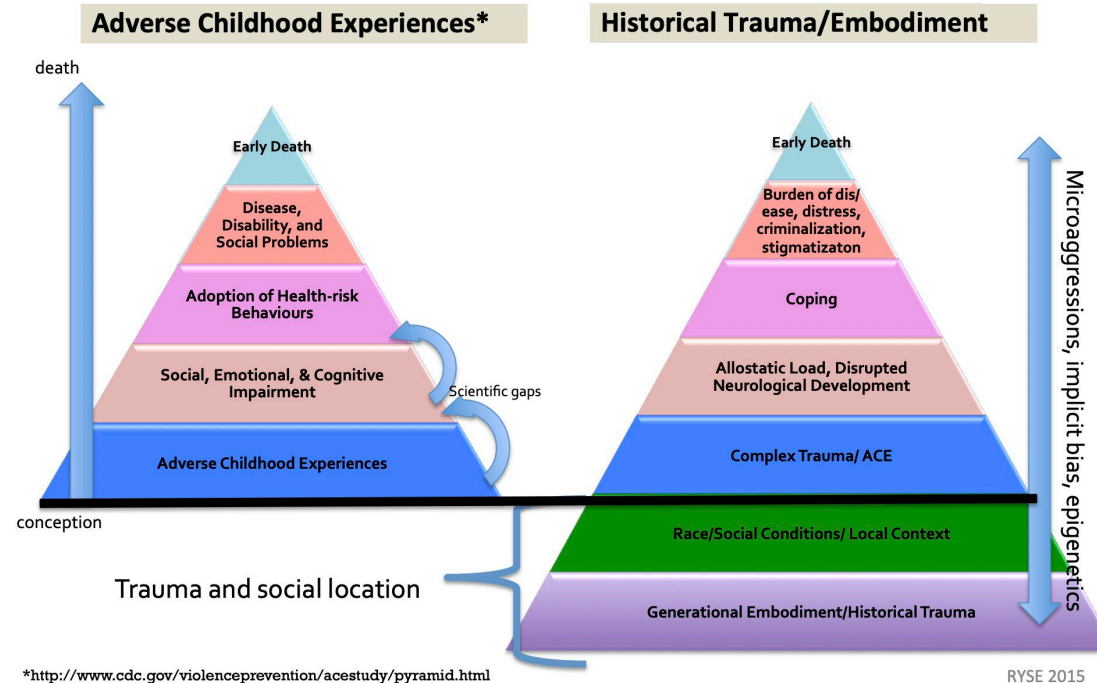 Adverse Childhood Experiences*
Historical Trauma/Embodiment
death
Early Death
Disease,
Disability, and
Social Problems
Adoption of Health-risk
Behaviours
Social, Emotional, & Cognitive
Impairment
Scientific gaps
Adverse Childhood Experiences
conception
Early Death
Burden of dis/
ease, distress,
criminalization,
stigmatizaton
Coping
Allostatic Load, Disrupted
Neurological Development
Complex Trauma/ ACE
Race/Social Conditions/ Local Context
Generational Embodiment/Historical Trauma
Microaggressions, implicit bias, epigenetics
Trauma and social location
*http://www.cdc.gov/violenceprevention/acestudy/pyramid.html
RYSE 2015